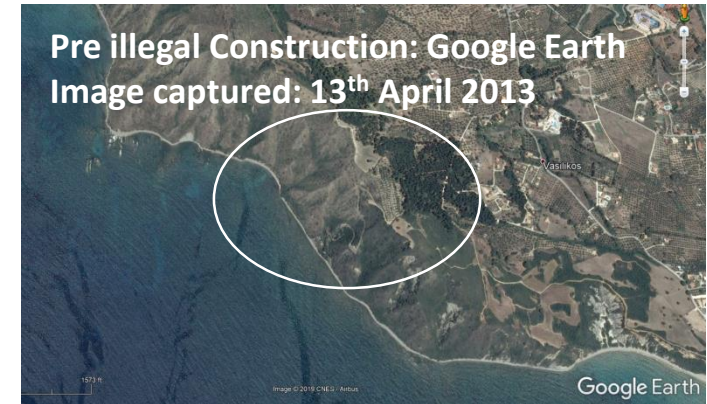 Pre illegal Construction: Google Earth
Image captured: 13th April 2013
Vasilikos
1573 ft
Image © 2019 CNES / Airbus
Google Earth